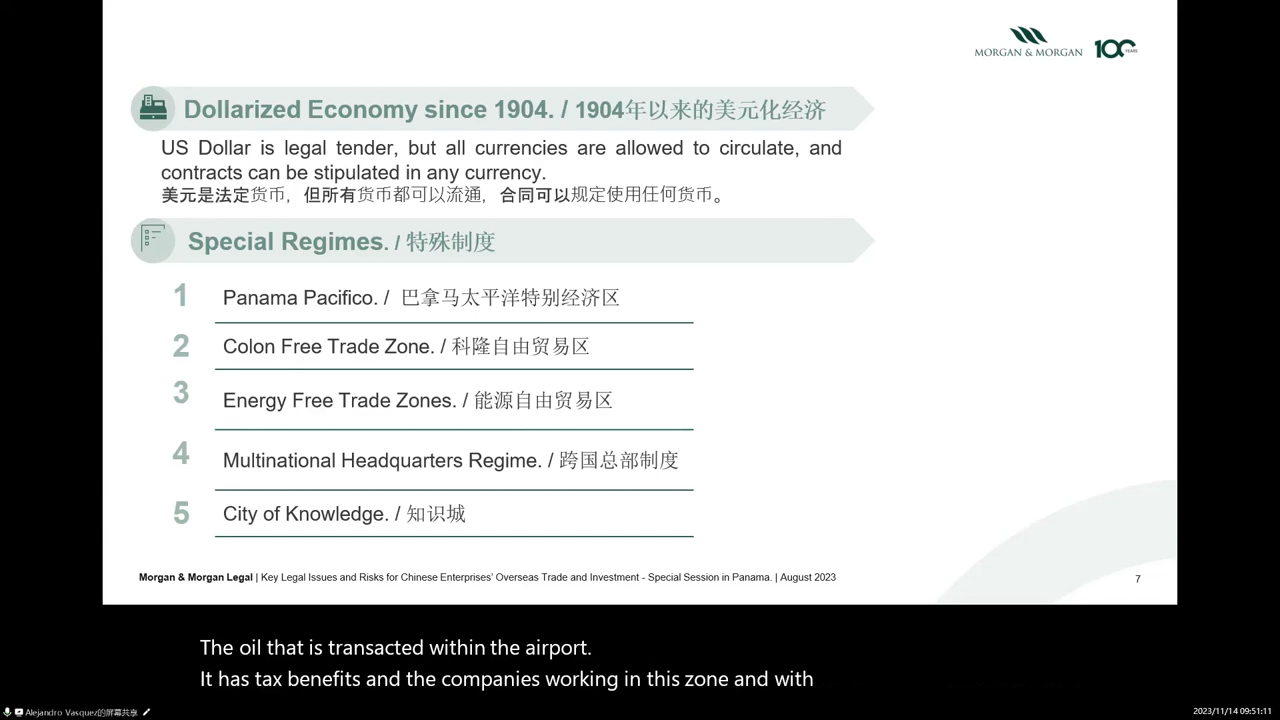 MORGAN & MORGAN 100 YEARS
Dollarized Economy since 1904. / 1904年以来的美元化经济
US Dollar is legal tender, but all currencies are allowed to circulate, and
contracts can be stipulated in any currency.
美元是法定货币，但所有货币都可以流通，合同可以规定使用任何货币。
Special Regimes. / 特殊制度
1 Panama Pacifico. / 巴拿马太平洋特别经济区
2 Colon Free Trade Zone. / 科隆自由贸易区
3 Energy Free Trade Zones. / 能源自由贸易区
4 Multinational Headquarters Regime. / 跨国总部制度
5 City of Knowledge. / 知识城
Morgan & Morgan Legal | Key Legal Issues and Risks for Chinese Enterprises' Overseas Trade and Investment - Special Session in Panama. | August 2023 7
The oil that is transacted within the airport.
It has tax benefits and the companies working in this zone and with
Alejandro Vasquez的屏幕共享 2023/11/14 09:51:11